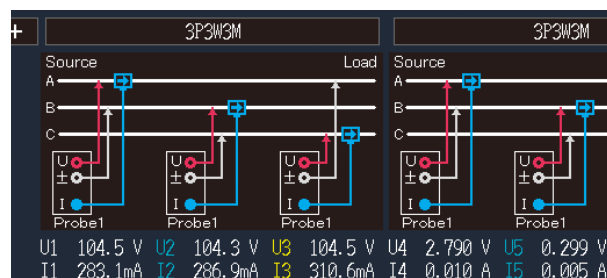 + 3P3W3M 3P3W3M
Source Load Source
A A
B B
C C
U U U U U
± ± ± ± ±
I I I I I
Probe1 Probe1 Probe1 Probe1 Probe1
U1 104.5 V U2 104.3 V U3 104.5 V U4 2.790 V U5 0.299 V
I1 283.1mA I2 286.9mA I3 310.6mA I4 0.010 A I5 0.005 A